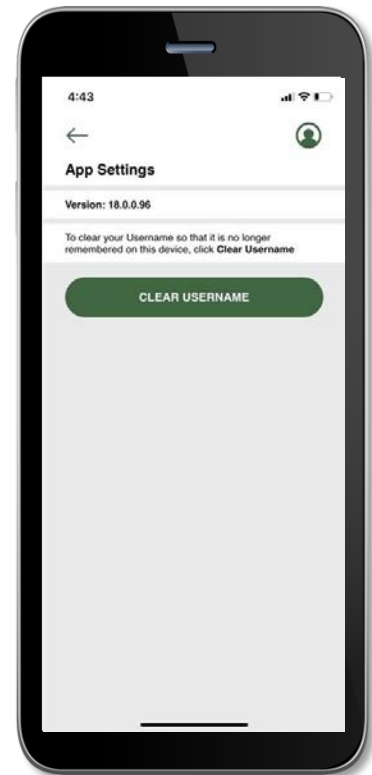 4:43
App Settings
Version: 18.0.0.96
To clear your Username so that it is no longer
remembered on this device, click Clear Username
CLEAR USERNAME